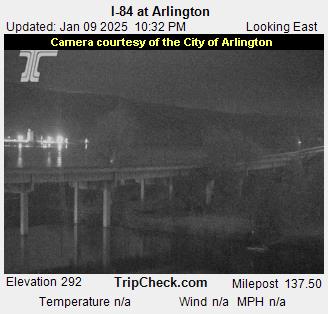 I-84 at Arlington
Updated: Jan 09 2025 10:32 PM Looking East
Camera courtesy of the City of Arlington
Elevation 292 TripCheck.com Milepost 137.50
Temperature n/a Wind n/a MPH n/a